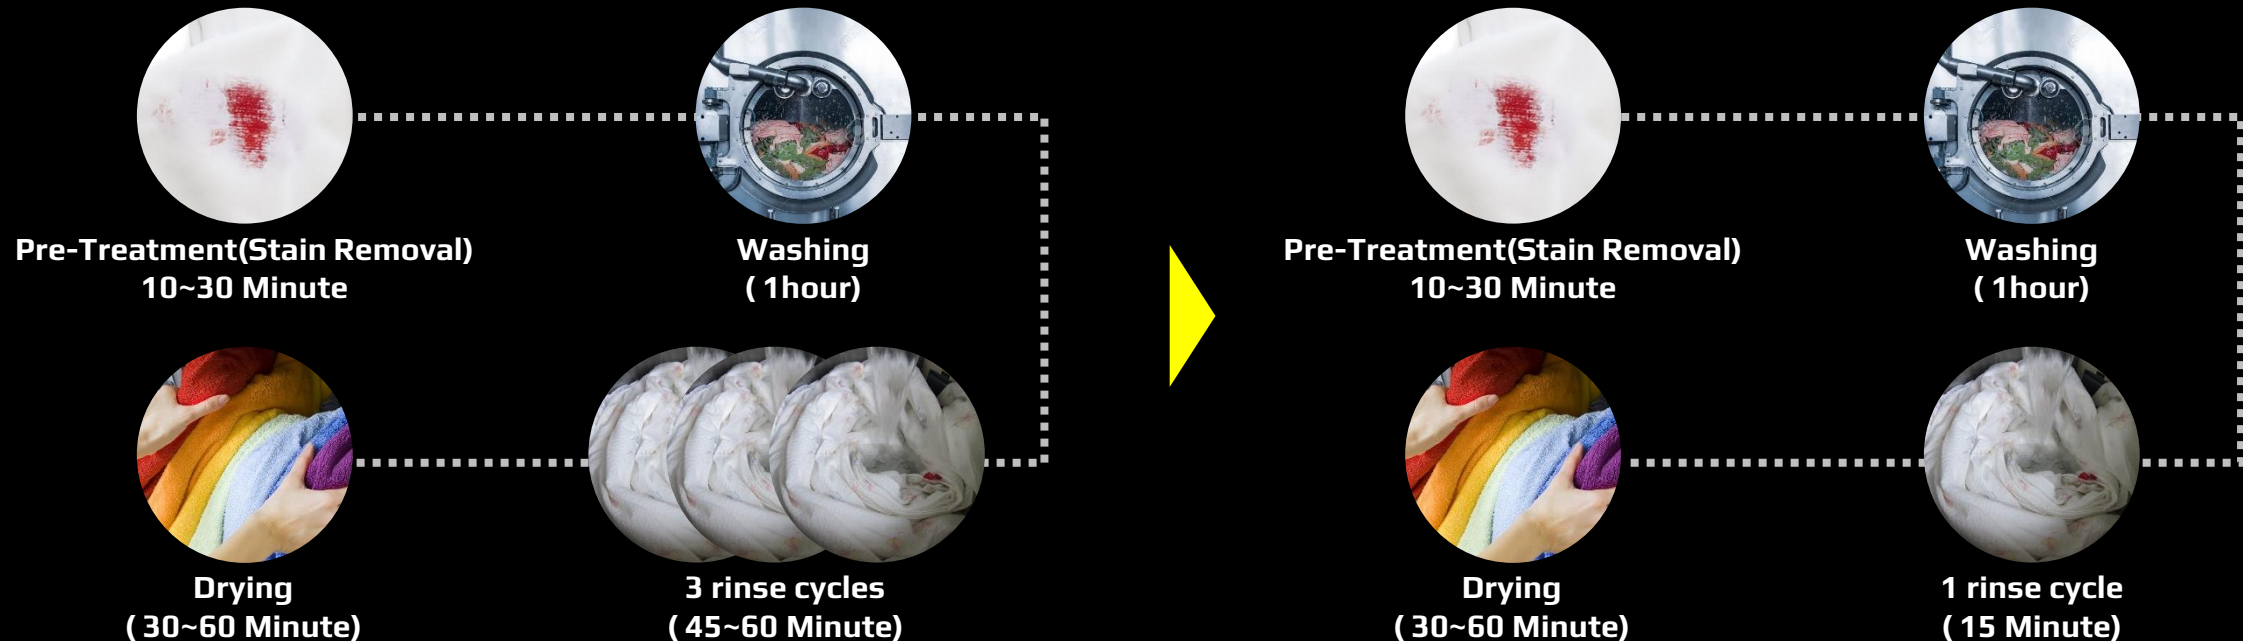 Pre-Treatment(Stain Removal)
10~30 Minute
Washing
( 1hour)
Drying
( 30~60 Minute)
3 rinse cycles
( 45~60 Minute)
Pre-Treatment(Stain Removal)
10~30 Minute
Washing
( 1hour)
Drying
( 30~60 Minute)
1 rinse cycle
( 15 Minute)